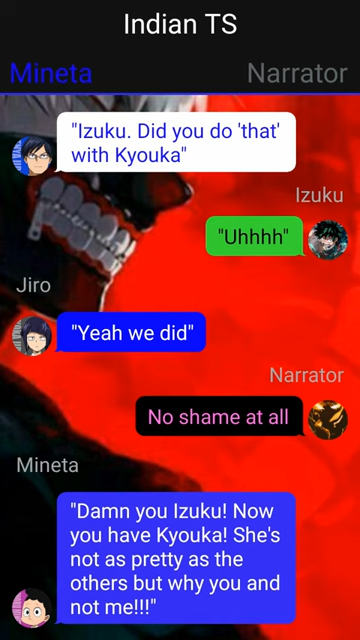 Indian TS
Mineta Narrator
"Izuku. Did you do 'that'
with Kyouka"
Izuku
"Uhhhh"
Jiro
"Yeah we did"
Narrator
No shame at all
Mineta
"Damn you Izuku! Now
you have Kyouka! She's
not as pretty as the
others but why you and
not me!!!"